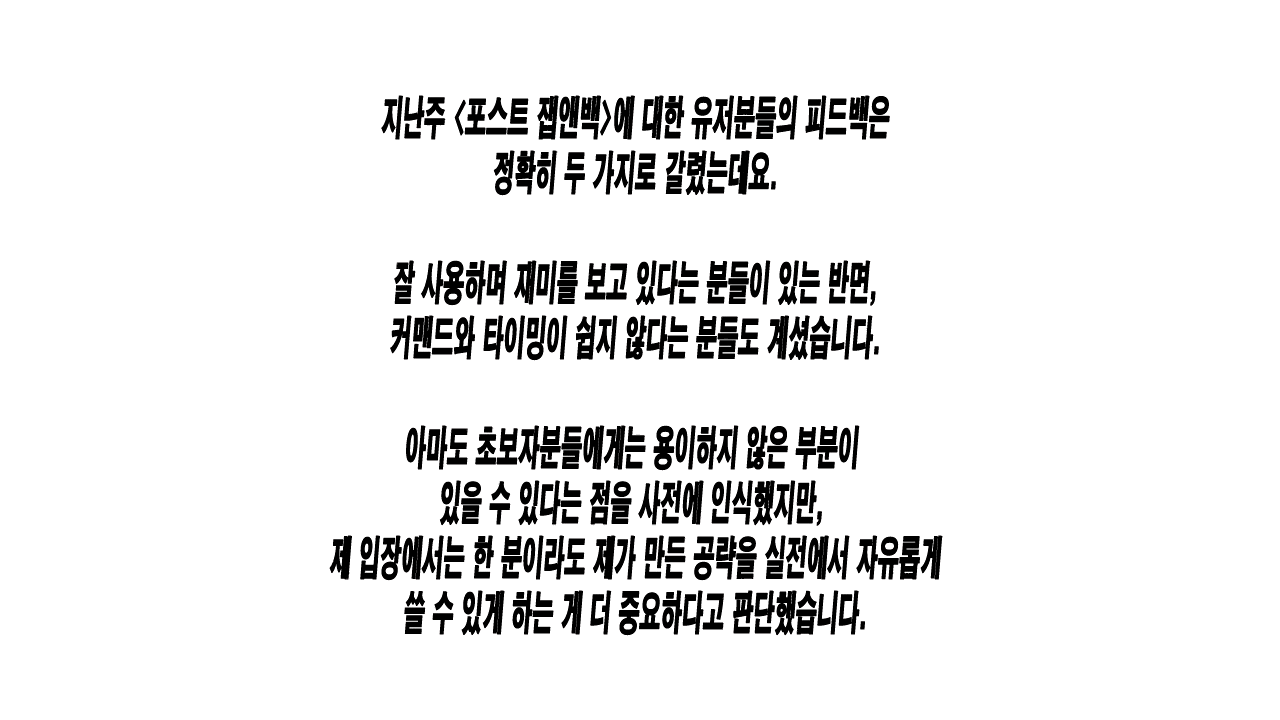 지난주 <포스트 잽앤백>에 대한 유저분들의 피드백은
정확히 두 가지로 갈렸는데요.
잘 사용하며 재미를 보고 있다는 분들이 있는 반면,
커맨드와 타이밍이 쉽지 않다는 분들도 계셨습니다.
아마도 초보자분들에게는 용이하지 않은 부분이
있을 수 있다는 점을 사전에 인식했지만,
제 입장에서는 한 분이라도 제가 만든 공략을 실전에서 자유롭게
쓸 수 있게 하는 게 더 중요하다고 판단했습니다.